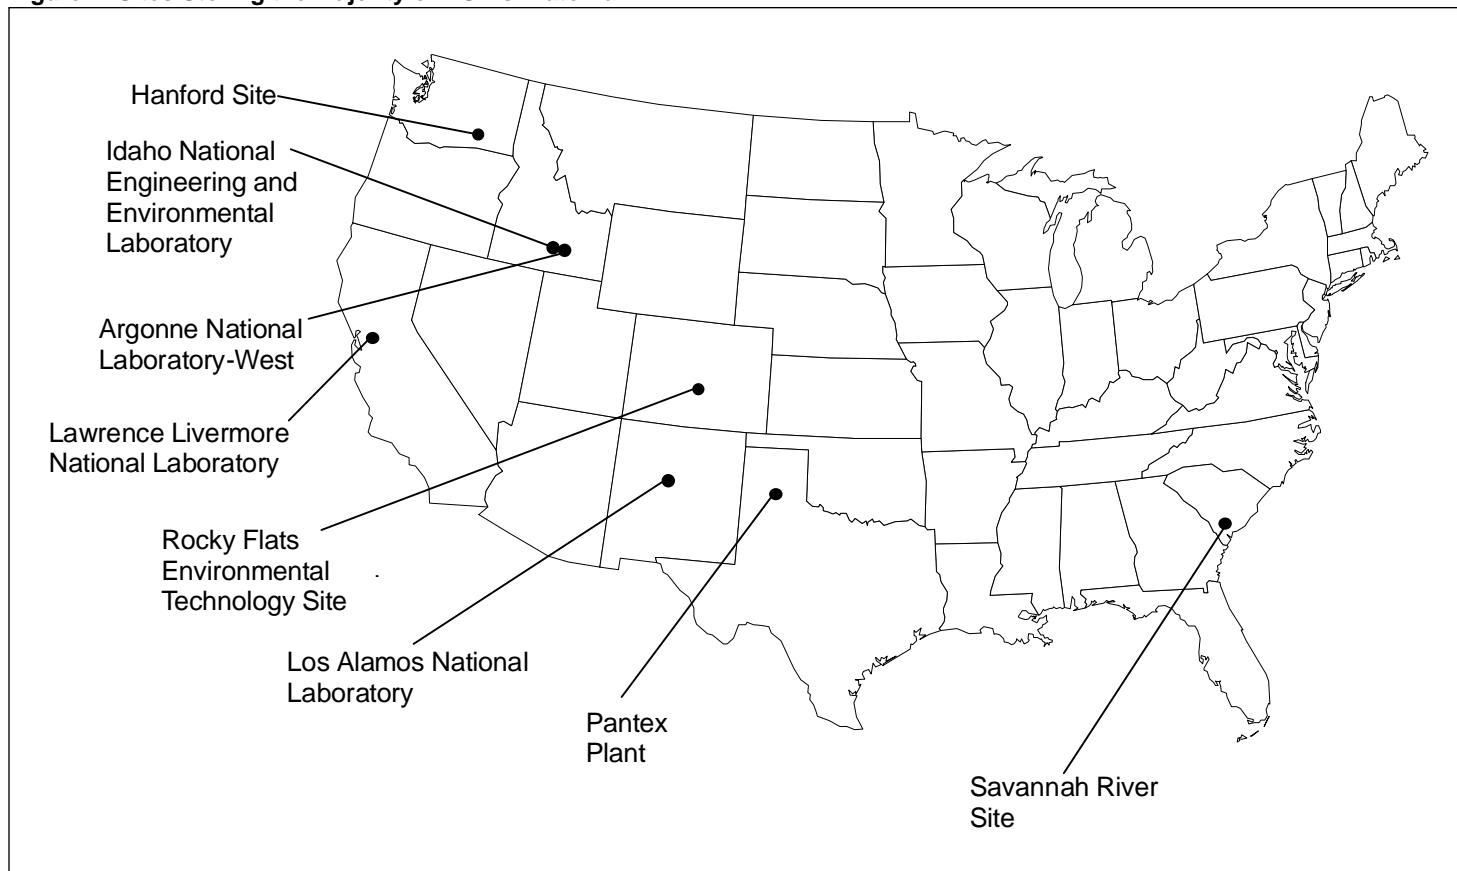 Hanford Site
Idaho National
Engineering and
Environmental
Laboratory
Argonne National
Laboratory-West
Lawrence Livermore
National Laboratory
Rocky Flats
Environmental
Technology Site
Los Alamos National
Laboratory
Pantex
Plant
Savannah River
Site